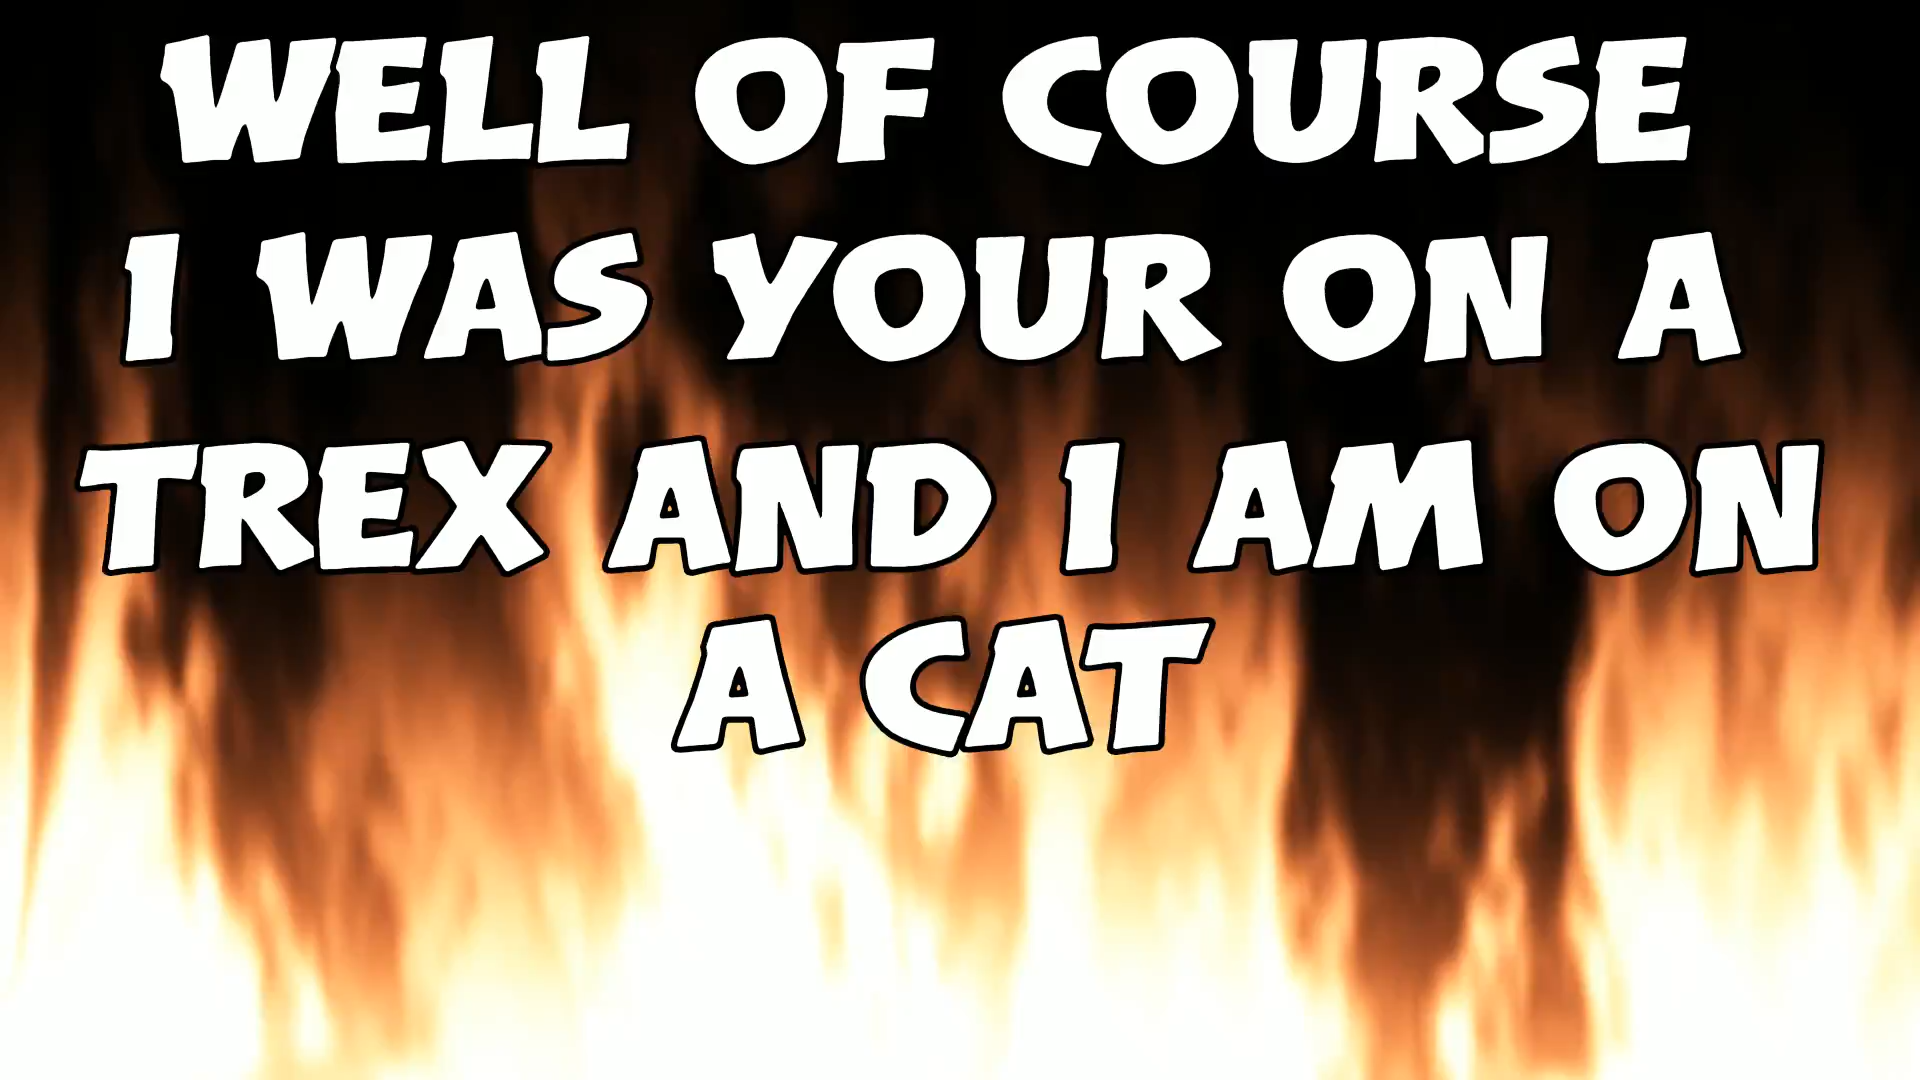 WELL OF COURSE
I WAS YOUR ON A
TREX AND I AM ON
A CAT